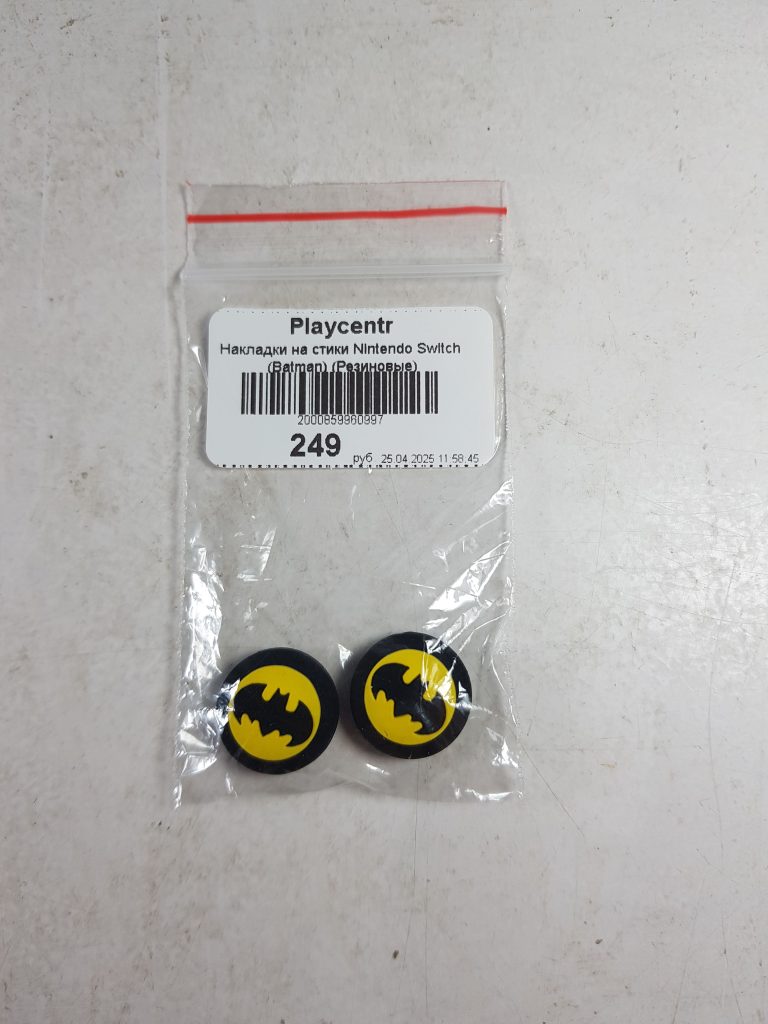 Playcentr
Накладки на стики Nintendo Switch
(Batman) (Резиновые)
2000859960997
249 руб 25.04.2025 11:58:45